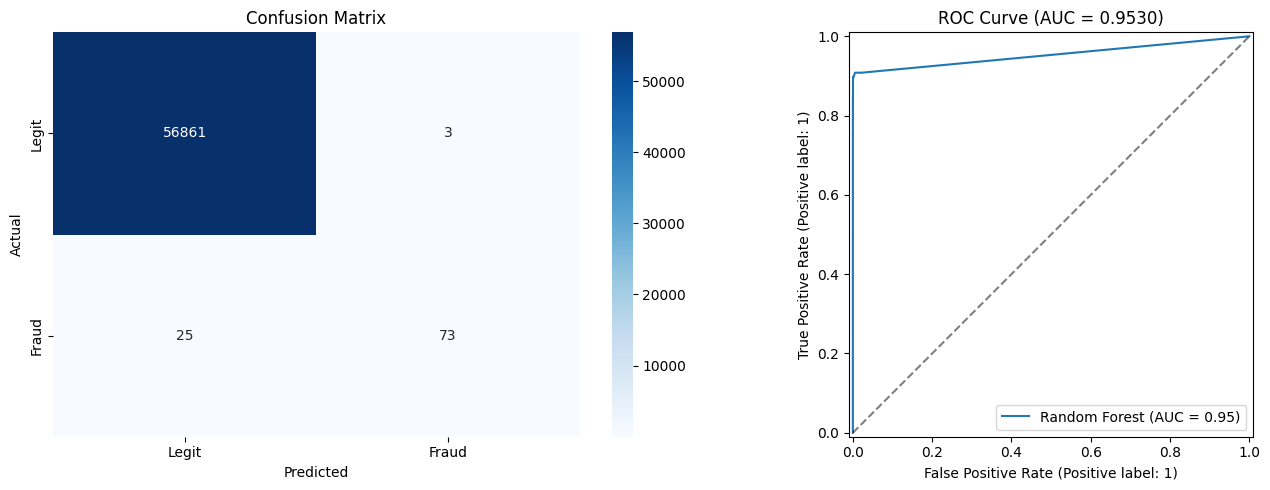 Confusion Matrix
Legit
Fraud
Actual
56861
3
25
73
Legit
Fraud
Predicted
50000
40000
30000
20000
10000
ROC Curve (AUC = 0.9530)
True Positive Rate (Positive label: 1)
1.0
0.8
0.6
0.4
0.2
0.0
Random Forest (AUC = 0.95)
0.0
0.2
0.4
0.6
0.8
1.0
False Positive Rate (Positive label: 1)